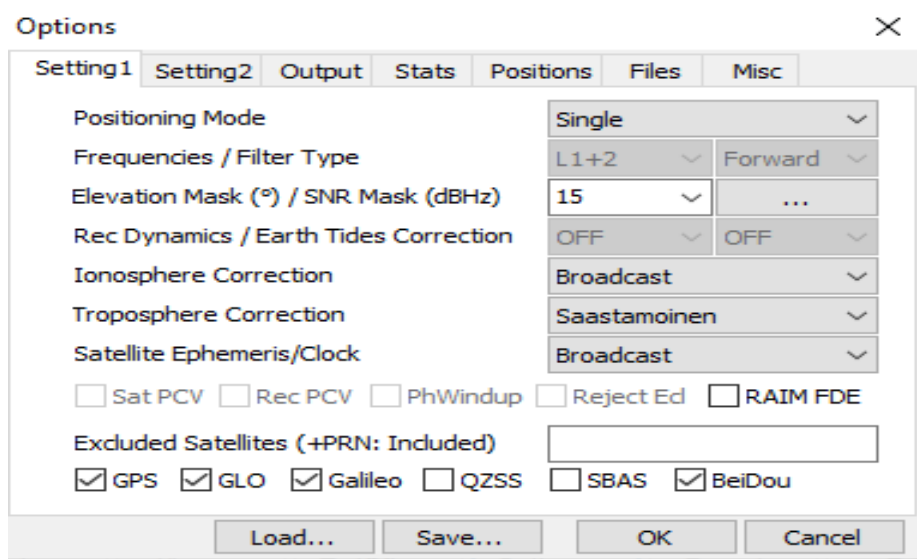 Options
Setting1 Setting2 Output Stats Positions Files Misc
Positioning Mode Single
Frequencies / Filter Type L1+2 Forward
Elevation Mask (°) / SNR Mask (dBHz) 15 ...
Rec Dynamics / Earth Tides Correction OFF OFF
Ionosphere Correction Broadcast
Troposphere Correction Saastamoinen
Satellite Ephemeris/Clock Broadcast
Sat PCV Rec PCV PhWindup Reject Ed RAIM FDE
Excluded Satellites (+PRN: Included)
GPS GLO Galileo QZSS SBAS BeiDou
Load... Save... OK Cancel